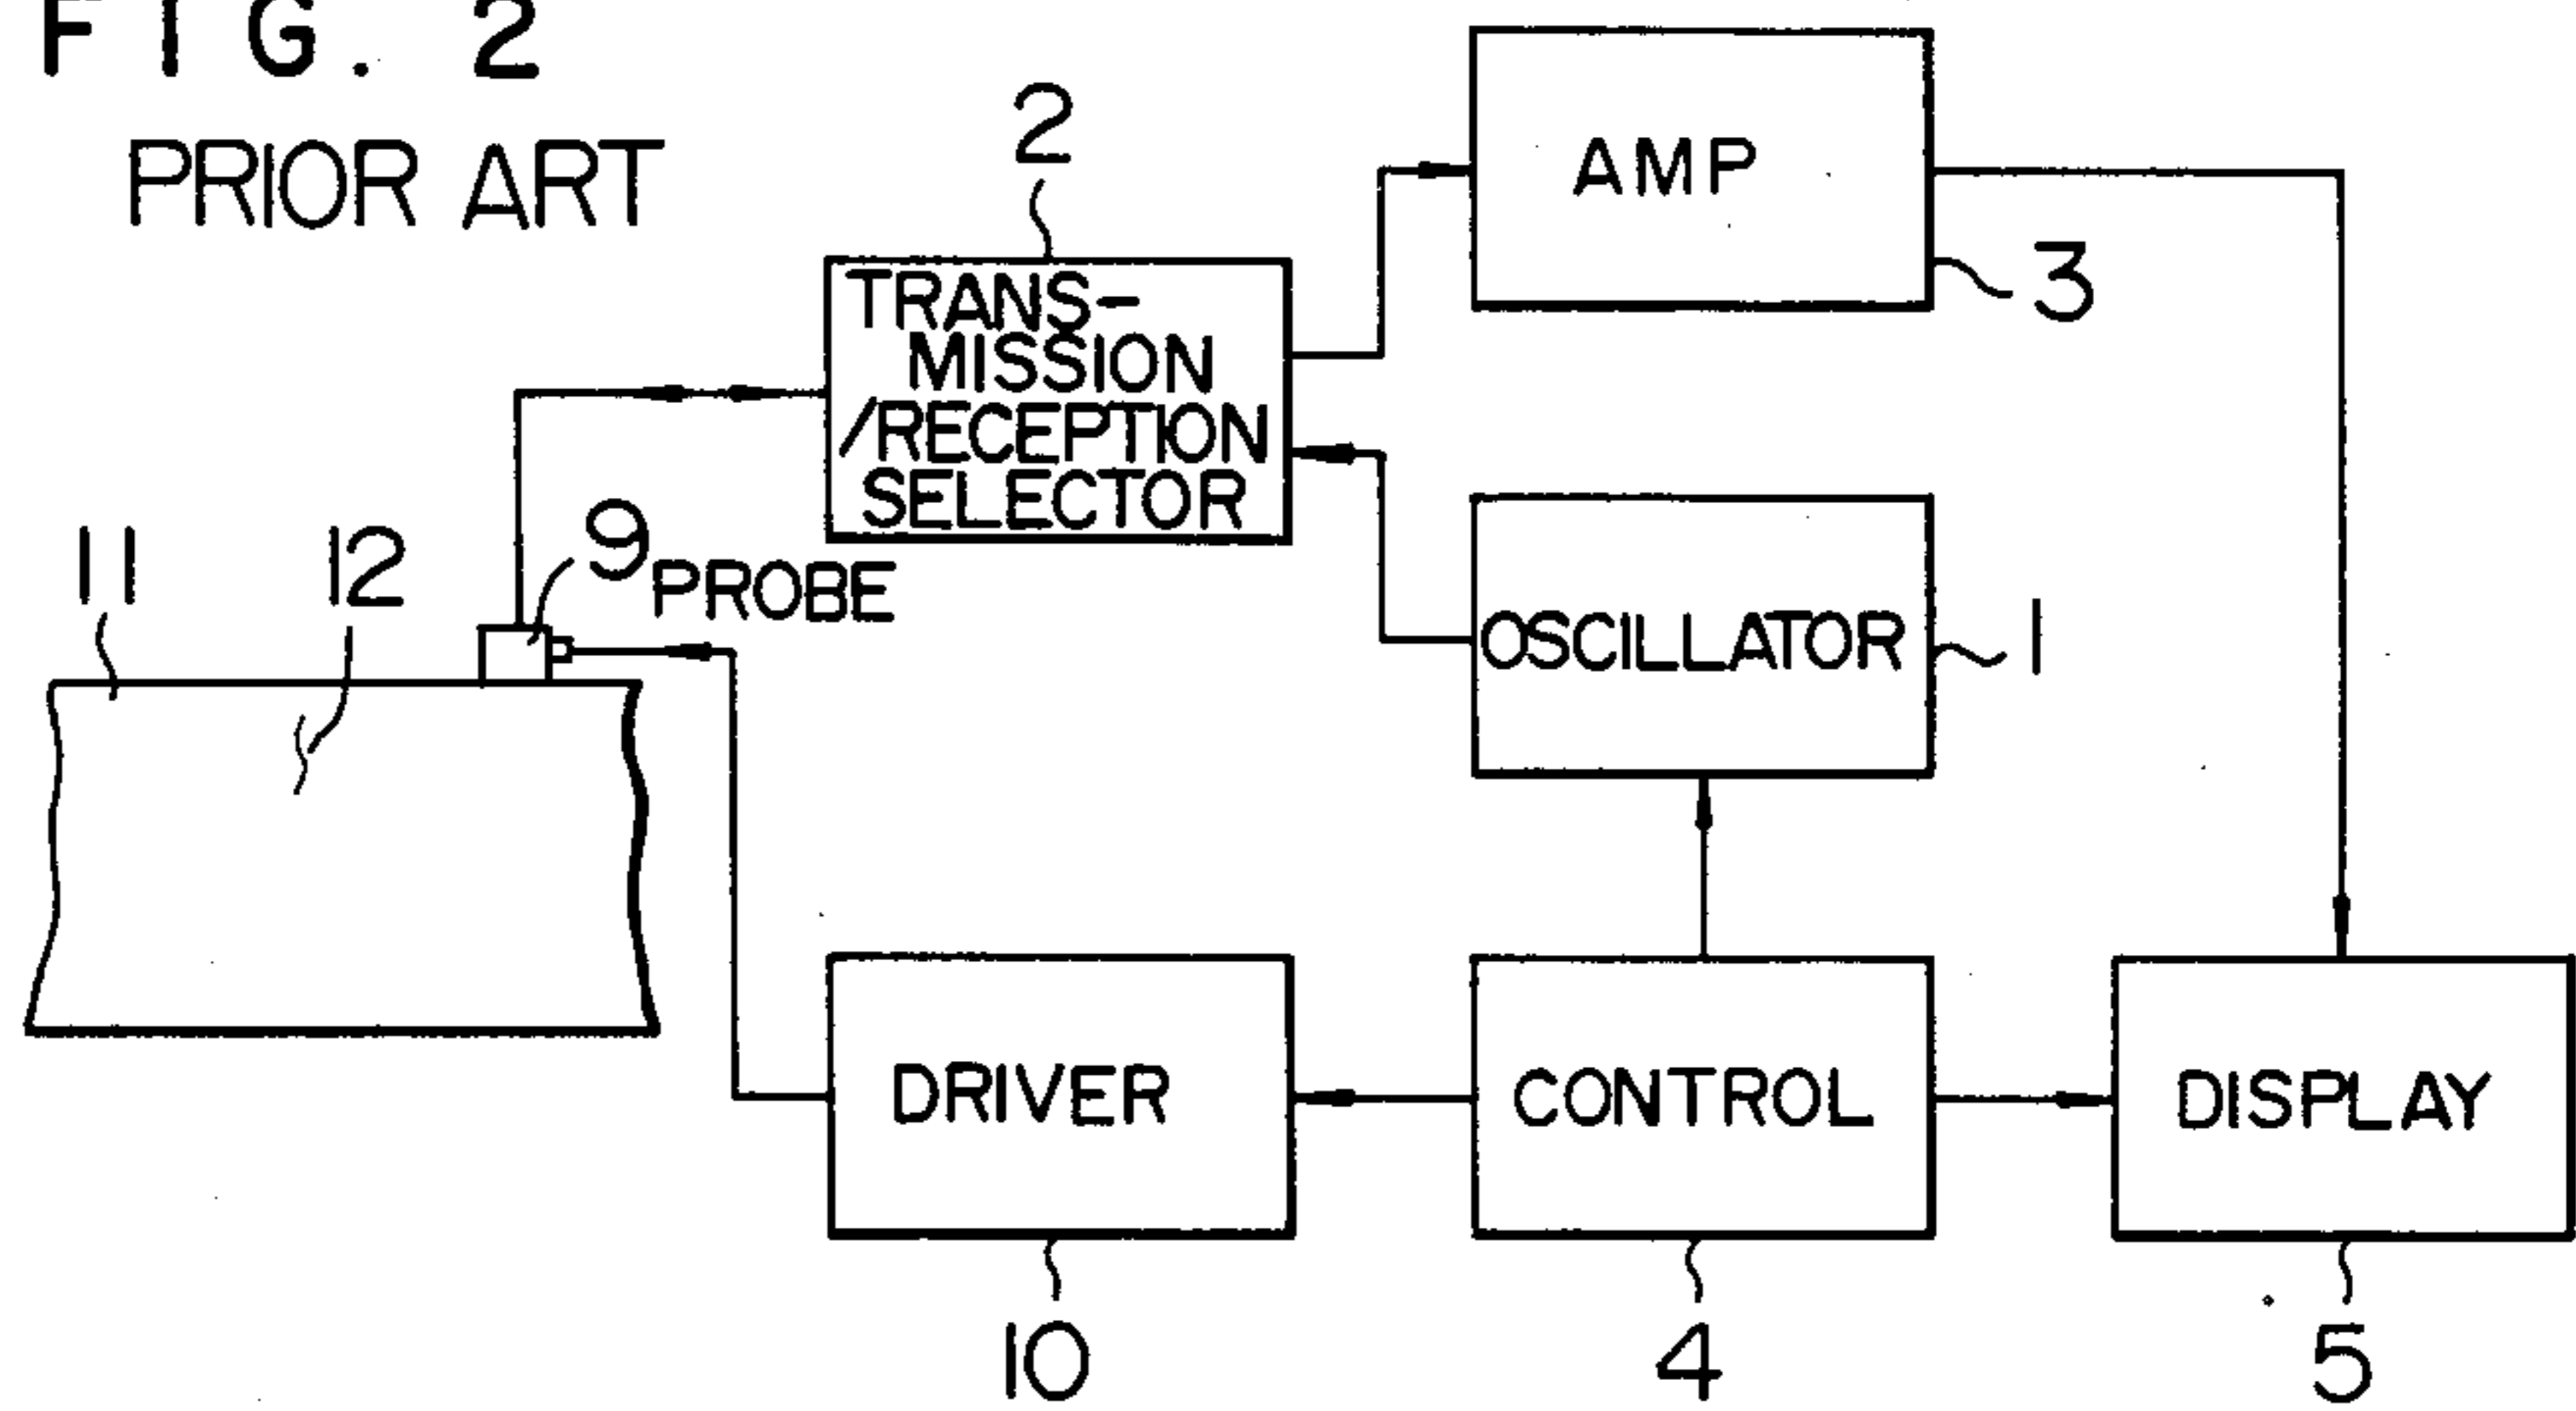 FIG. 2
PRIOR ART
2
TRANS-
MISSION
/RECEPTION
SELECTOR
AMP
3
11
12
9
PROBE
OSCILLATOR
1
DRIVER
CONTROL
DISPLAY
10
4
5